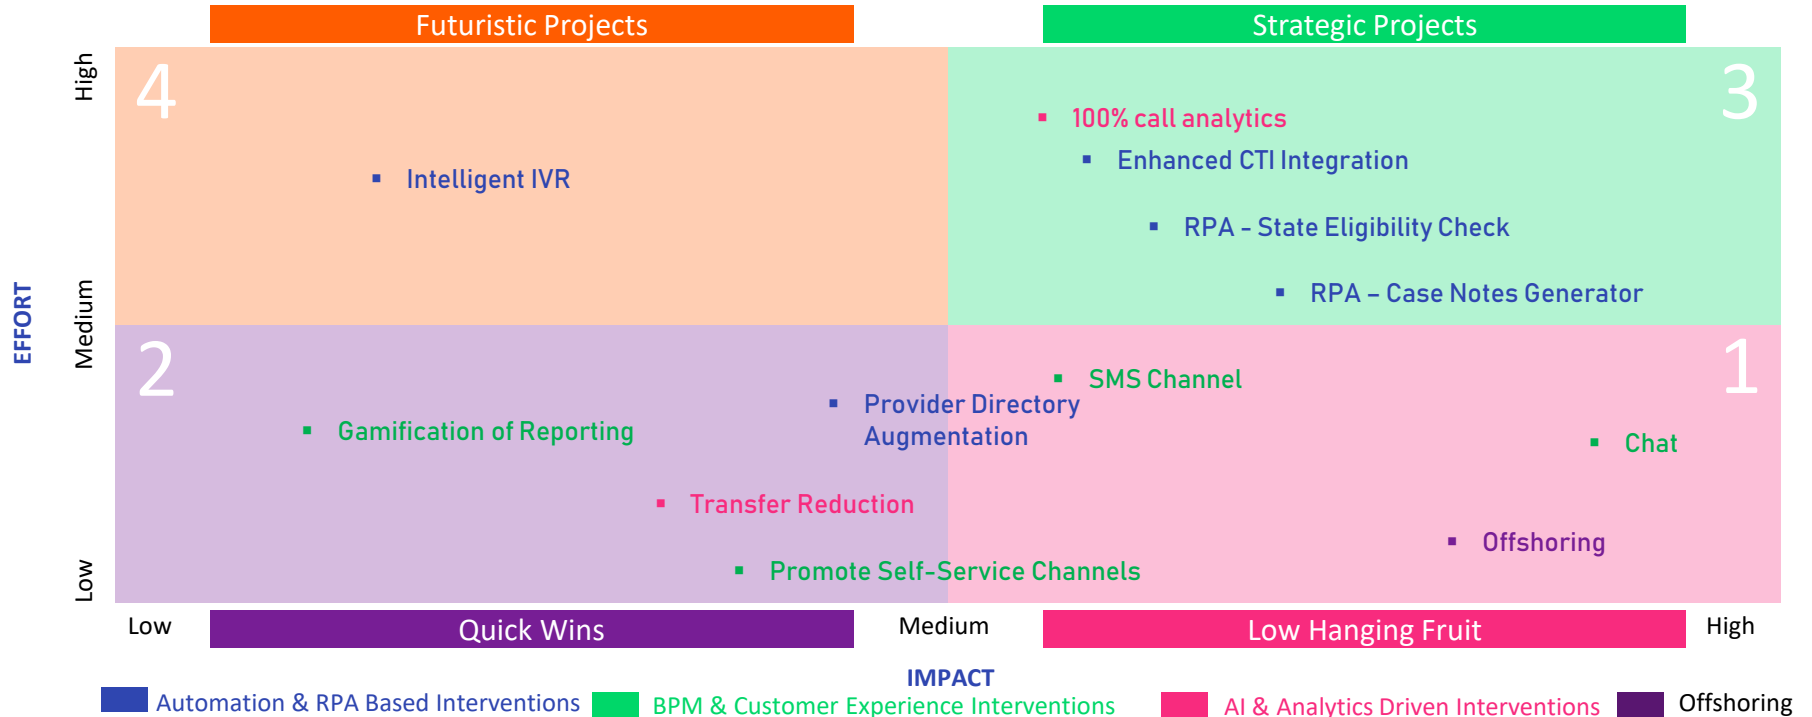 Futuristic Projects
Strategic Projects
High
4
3
100% call analytics
Enhanced CTI Integration
Intelligent IVR
RPA - State Eligibility Check
RPA – Case Notes Generator
EFFORT
Medium
2
1
SMS Channel
Provider Directory
Augmentation
Gamification of Reporting
Chat
Transfer Reduction
Offshoring
Promote Self-Service Channels
Low
Low
Quick Wins
Medium
Low Hanging Fruit
High
IMPACT
Automation & RPA Based Interventions
BPM & Customer Experience Interventions
AI & Analytics Driven Interventions
Offshoring